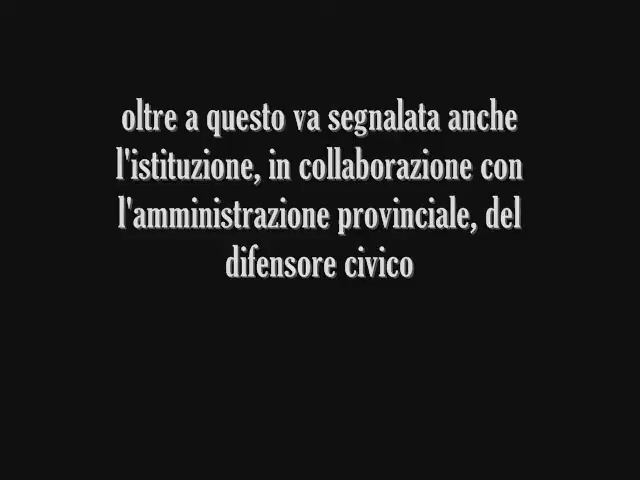 oltre a questo va segnalata anche
l'istituzione, in collaborazione con
l'amministrazione provinciale, del
difensore civico